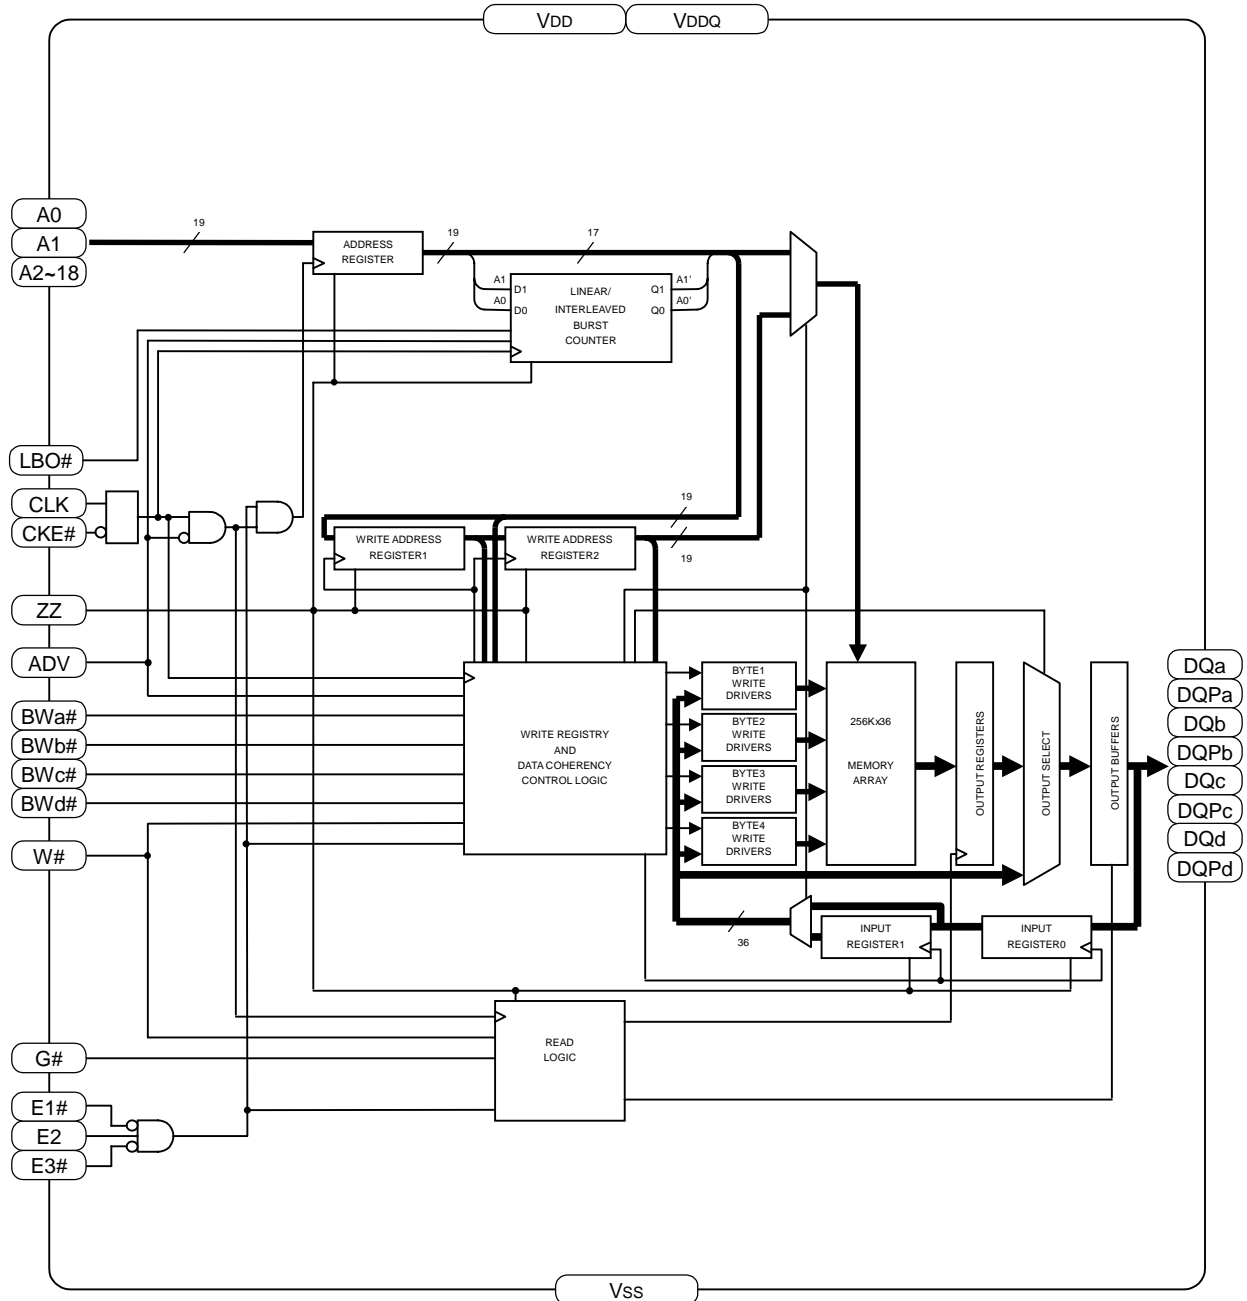 VDD
VDDQ
A0
A1
A2~18
19
ADDRESS
REGISTER
19
17
A1
A0
D1
D0
LINEAR/
INTERLEAVED
BURST
COUNTER
Q1
Q0
A1'
A0'
LBO#
CLK
CKE#
19
19
WRITE ADDRESS
REGISTER1
WRITE ADDRESS
REGISTER2
ZZ
ADV
BWa#
BWb#
BWc#
BWd#
W#
WRITE REGISTRY
AND
DATA COHERENCY
CONTROL LOGIC
BYTE1
WRITE
DRIVERS
BYTE2
WRITE
DRIVERS
BYTE3
WRITE
DRIVERS
BYTE4
WRITE
DRIVERS
256Kx36
MEMORY
ARRAY
OUTPUT REGISTERS
OUTPUT SELECT
OUTPUT BUFFERS
DQa
DQPa
DQb
DQPb
DQc
DQPc
DQd
DQPd
36
INPUT
REGISTER1
INPUT
REGISTER0
READ
LOGIC
G#
E1#
E2
E3#
VSS